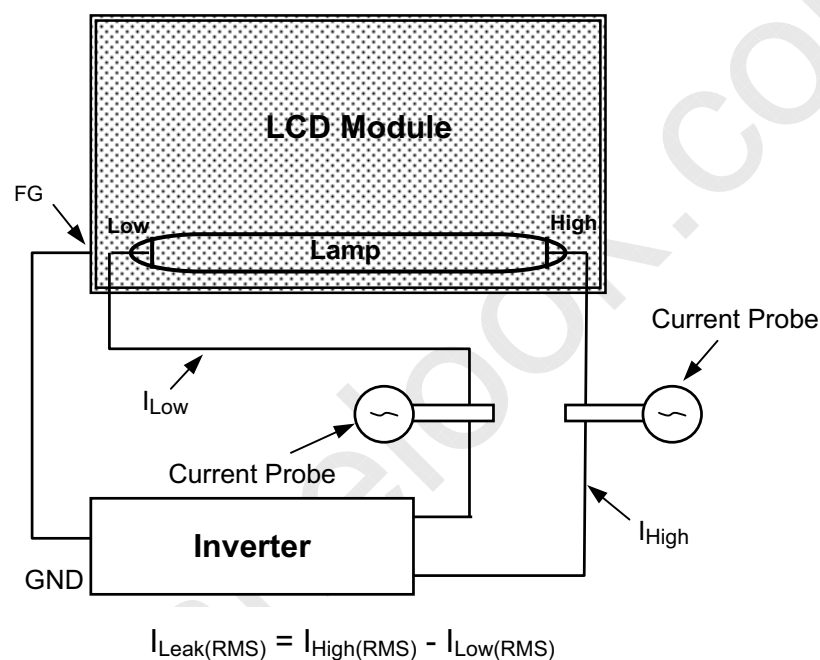 LCD Module
FG
Low
High
Lamp
Current Probe
I_Low
Current Probe
I_High
Inverter
GND
I_Leak(RMS) = I_High(RMS) - I_Low(RMS)